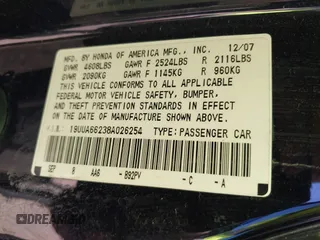 MFD. BY HONDA OF AMERICA MFG., INC. 12/07
GVWR 4608LBS GAWR F 2524LBS R 2116LBS
GVWR 2090KG GAWR F 1145KG R 960KG
THIS VEHICLE CONFORMS TO ALL APPLICABLE
FEDERAL MOTOR VEHICLE SAFETY, BUMPER,
AND THEFT PREVENTION STANDARDS IN EFFECT
ON THE DATE OF MANUFACTURE SHOWN ABOVE.
V.I.N. 19UUA66238A026254 TYPE:PASSENGER CAR
SEP 8 AA6 - B92PV - C - A
DREAMBID